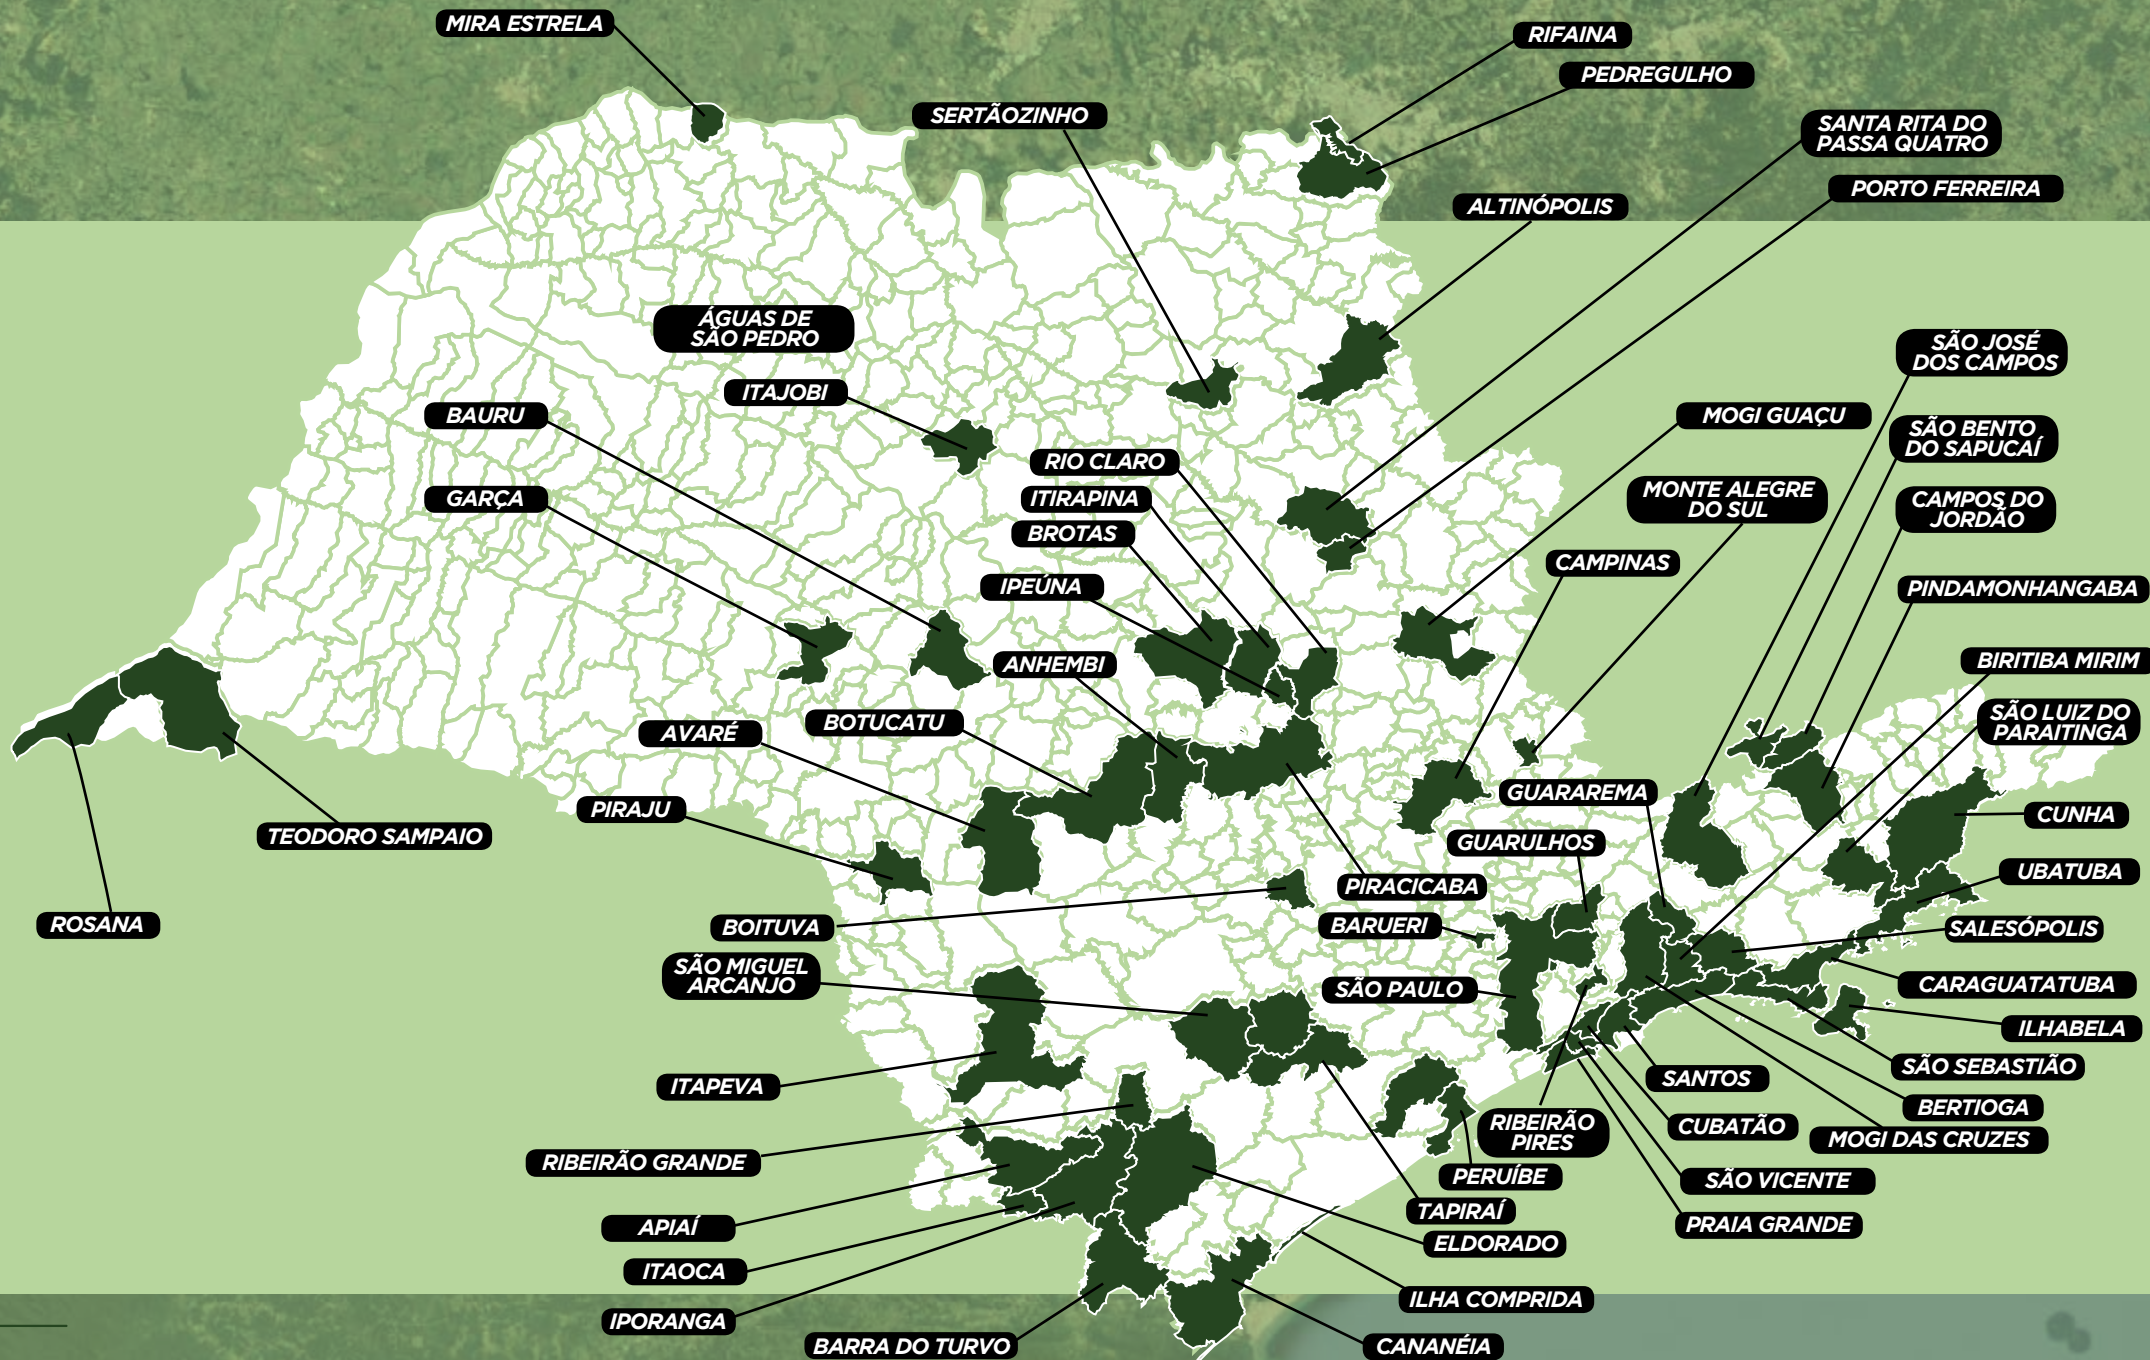 MIRA ESTRELA
RIFAINA
PEDREGULHO
SERTÃOZINHO
SANTA RITA DO
PASSA QUATRO
PORTO FERREIRA
ALTINÓPOLIS
ÁGUAS DE
SÃO PEDRO
SÃO JOSÉ
DOS CAMPOS
ITAJOBI
BAURU
MOGI GUAÇU
SÃO BENTO
DO SAPUCAÍ
RIO CLARO
GARÇA
ITIRAPINA
MONTE ALEGRE
DO SUL
CAMPOS DO
JORDÃO
BROTAS
CAMPINAS
IPEÚNA
PINDAMONHANGABA
ANHEMBI
BIRITIBA MIRIM
SÃO LUIZ DO
PARAITINGA
AVARÉ
BOTUCATU
GUARAREMA
PIRAJU
CUNHA
TEODORO SAMPAIO
GUARULHOS
UBATUBA
PIRACICABA
ROSANA
BOITUVA
BARUERI
SALESÓPOLIS
SÃO MIGUEL
ARCANJO
SÃO PAULO
CARAGUATATUBA
ILHABELA
SÃO SEBASTIÃO
ITAPEVA
SANTOS
BERTIOGA
RIBEIRÃO
PIRES
CUBATÃO
MOGI DAS CRUZES
RIBEIRÃO GRANDE
PERUÍBE
SÃO VICENTE
TAPIRAÍ
APIAÍ
PRAIA GRANDE
ELDORADO
ITAOCA
ILHA COMPRIDA
IPORANGA
BARRA DO TURVO
CANANÉIA